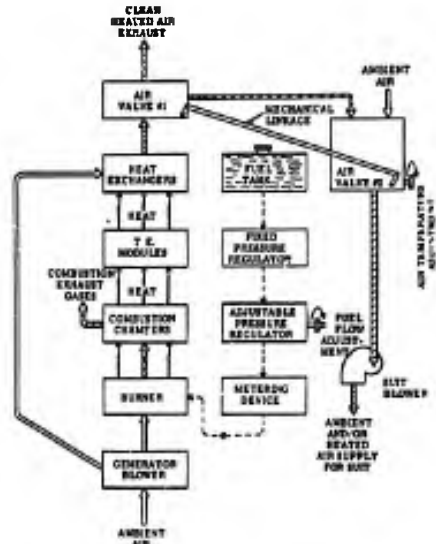 CLEAN
HEATED AIR
EXHAUST
AIR
VALVE #1
AMBIENT
AIR
MECHANICAL
LINKAGE
HEAT
EXCHANGERS
FUEL
TANK
AIR
VALVE #2
AIR TEMPERATURE
ADJUSTMENT
HEAT
T E
MODULES
FIXED
PRESSURE
REGULATOR
HEAT
COMBUSTION
EXHAUST
GASES
COMBUSTION
CHAMBERS
ADJUSTABLE
PRESSURE
REGULATOR
FUEL
FLOW
ADJUST-
MENT
BURNER
METERING
DEVICE
SUIT
BLOWER
GENERATOR
BLOWER
AMBIENT
AND/OR
HEATED
AIR SUPPLY
FOR SUIT
AMBIENT
AIR